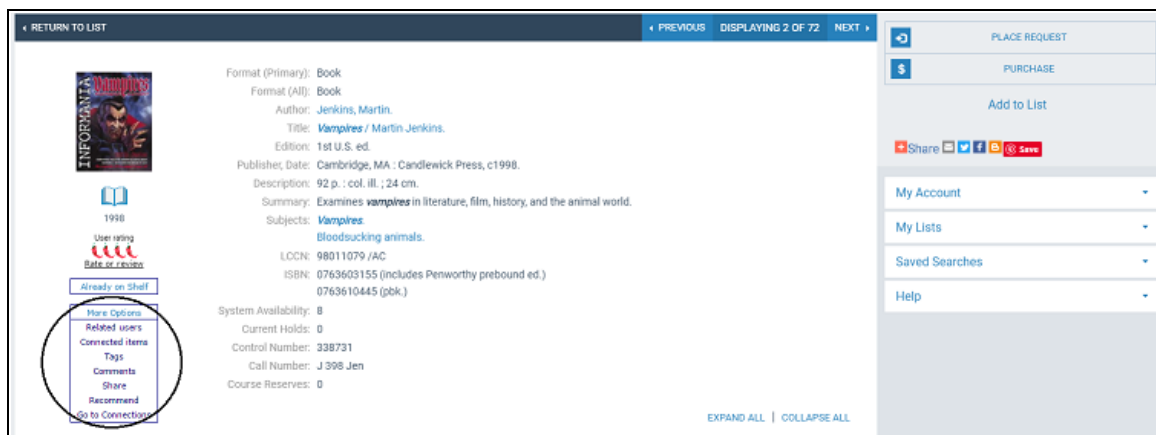 RETURN TO LIST
PREVIOUS DISPLAYING 2 OF 72 NEXT
INFORMANIA
Vampires
1998
User rating
Rate or review
Already on Shelf
More Options
Related users
Connected items
Tags
Comments
Share
Recommend
Go to Connections
Format (Primary): Book
Format (All): Book
Author: Jenkins, Martin.
Title: Vampires / Martin Jenkins.
Edition: 1st U.S. ed.
Publisher, Date: Cambridge, MA : Candlewick Press, c1998.
Description: 92 p. : col. ill. ; 24 cm.
Summary: Examines vampires in literature, film, history, and the animal world.
Subjects: Vampires.
Bloodsucking animals.
LCCN: 98011079 /AC
ISBN: 0763603155 (includes Penworthy prebound ed.)
0763610445 (pbk.)
System Availability: 8
Current Holds: 0
Control Number: 338731
Call Number: J 398 Jen
Course Reserves: 0
EXPAND ALL | COLLAPSE ALL
PLACE REQUEST
$ PURCHASE
Add to List
Share Save
My Account
My Lists
Saved Searches
Help